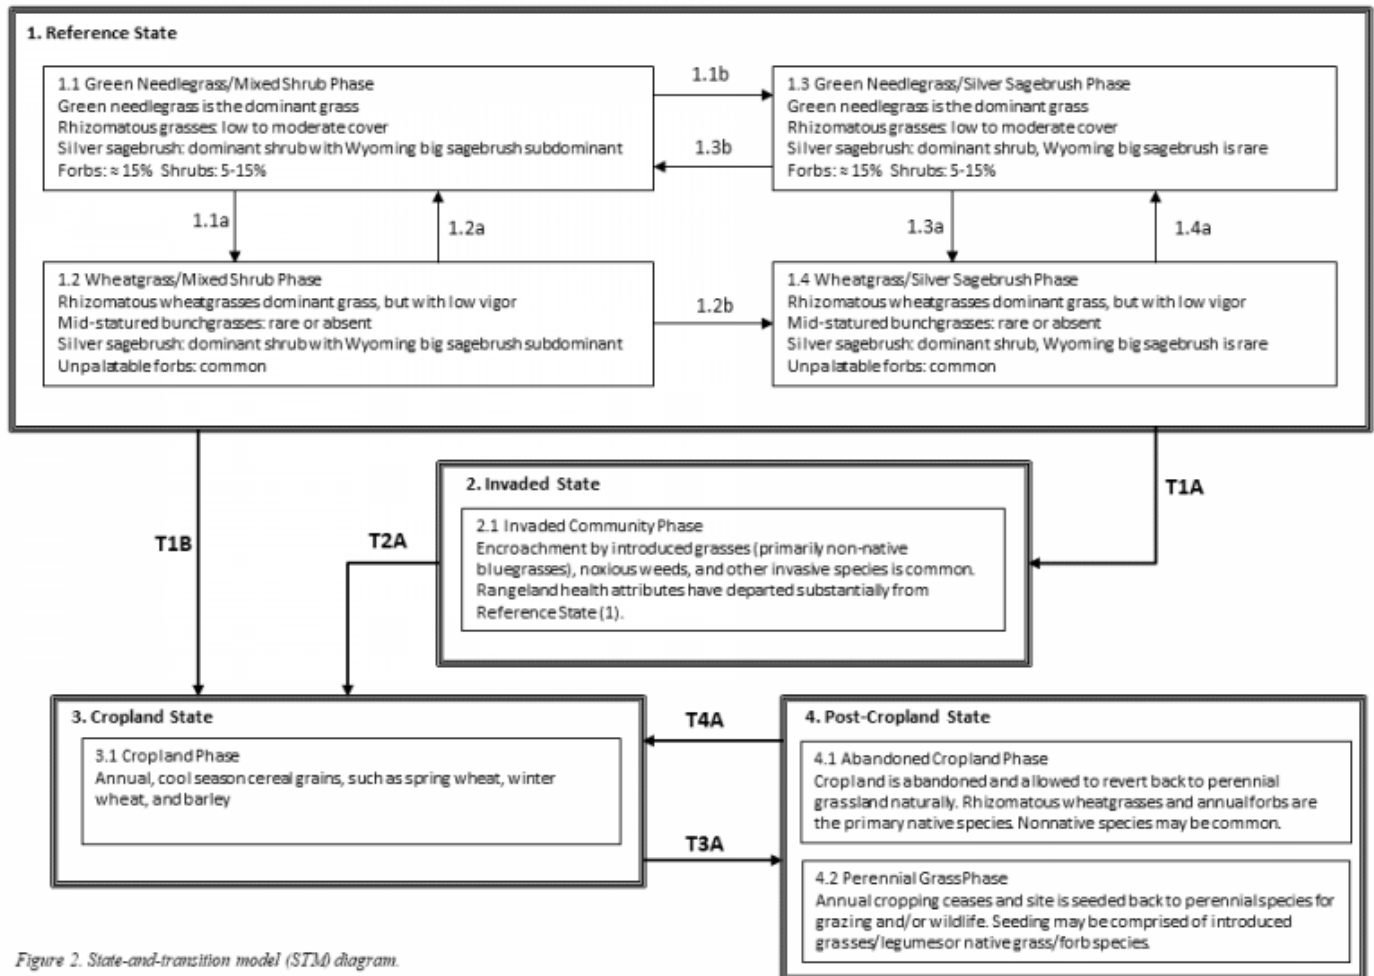 1. Reference State
1.1 Green Needlegrass/Mixed Shrub Phase
Green needlegrass is the dominant grass
Rhizomatous grasses: low to moderate cover
Silver sagebrush: dominant shrub with Wyoming big sagebrush subdominant
Forbs: ≈ 15% Shrubs: 5-15%
1.1b
1.3b
1.3 Green Needlegrass/Silver Sagebrush Phase
Green needlegrass is the dominant grass
Rhizomatous grasses: low to moderate cover
Silver sagebrush: dominant shrub, Wyoming big sagebrush is rare
Forbs: ≈ 15% Shrubs: 5-15%
1.1a
1.2a
1.3a
1.4a
1.2 Wheatgrass/Mixed Shrub Phase
Rhizomatous wheatgrasses dominant grass, but with low vigor
Mid-statured bunchgrasses: rare or absent
Silver sagebrush: dominant shrub with Wyoming big sagebrush subdominant
Unpalatable forbs: common
1.2b
1.4 Wheatgrass/Silver Sagebrush Phase
Rhizomatous wheatgrasses dominant grass, but with low vigor
Mid-statured bunchgrasses: rare or absent
Silver sagebrush: dominant shrub, Wyoming big sagebrush is rare
Unpalatable forbs: common
T1B
T2A
2. Invaded State
2.1 Invaded Community Phase
Encroachment by introduced grasses (primarily non-native
bluegrasses), noxious weeds, and other invasive species is common.
Rangeland health attributes have departed substantially from
Reference State (1).
T1A
3. Cropland State
3.1 Cropland Phase
Annual, cool season cereal grains, such as spring wheat, winter
wheat, and barley
T4A
T3A
4. Post-Cropland State
4.1 Abandoned Cropland Phase
Cropland is abandoned and allowed to revert back to perennial
grassland naturally. Rhizomatous wheatgrasses and annual forbs are
the primary native species. Nonnative species may be common.
4.2 Perennial Grass Phase
Annual cropping ceases and site is seeded back to perennial species for
grazing and/or wildlife. Seeding may be comprised of introduced
grasses/legumes or native grass/forb species.
Figure 2. State-and-transition model (STM) diagram.